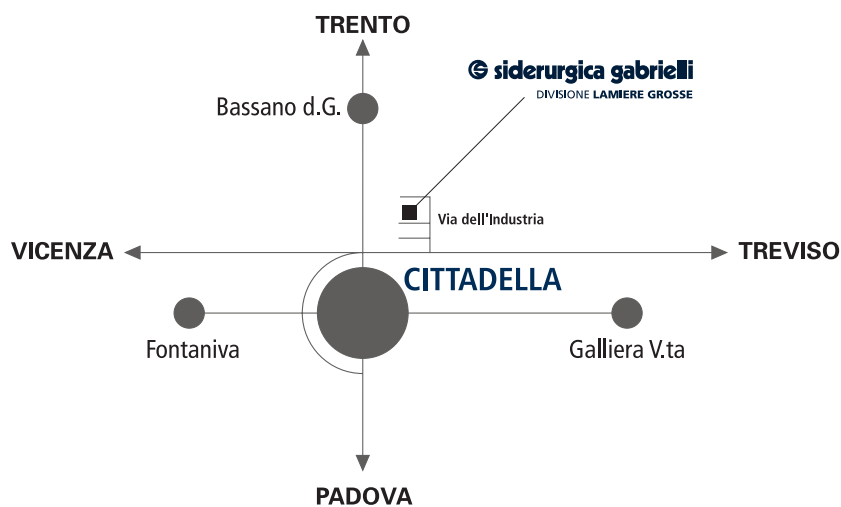 TRENTO
siderurgica gabrielli
DIVISIONE LAMIERE GROSSE
Bassano d.G.
Via dell'Industria
VICENZA
TREVISO
CITTADELLA
Fontaniva
Galliera V.ta
PADOVA